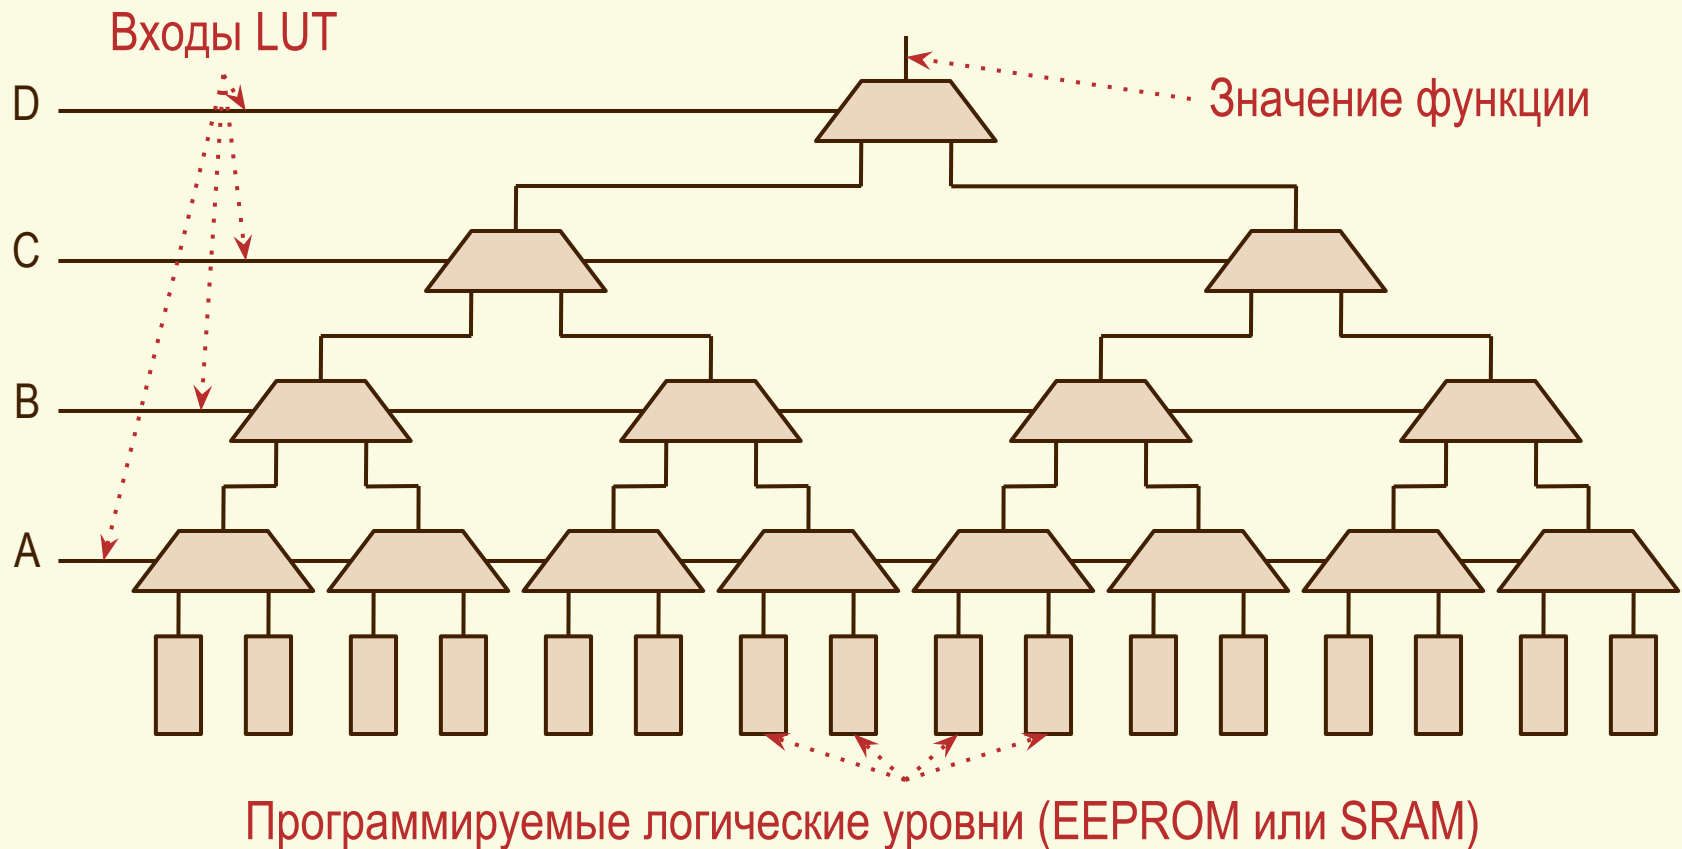 Входы LUT
D
Значение функции
C
B
A
Программируемые логические уровни (EEPROM или SRAM)